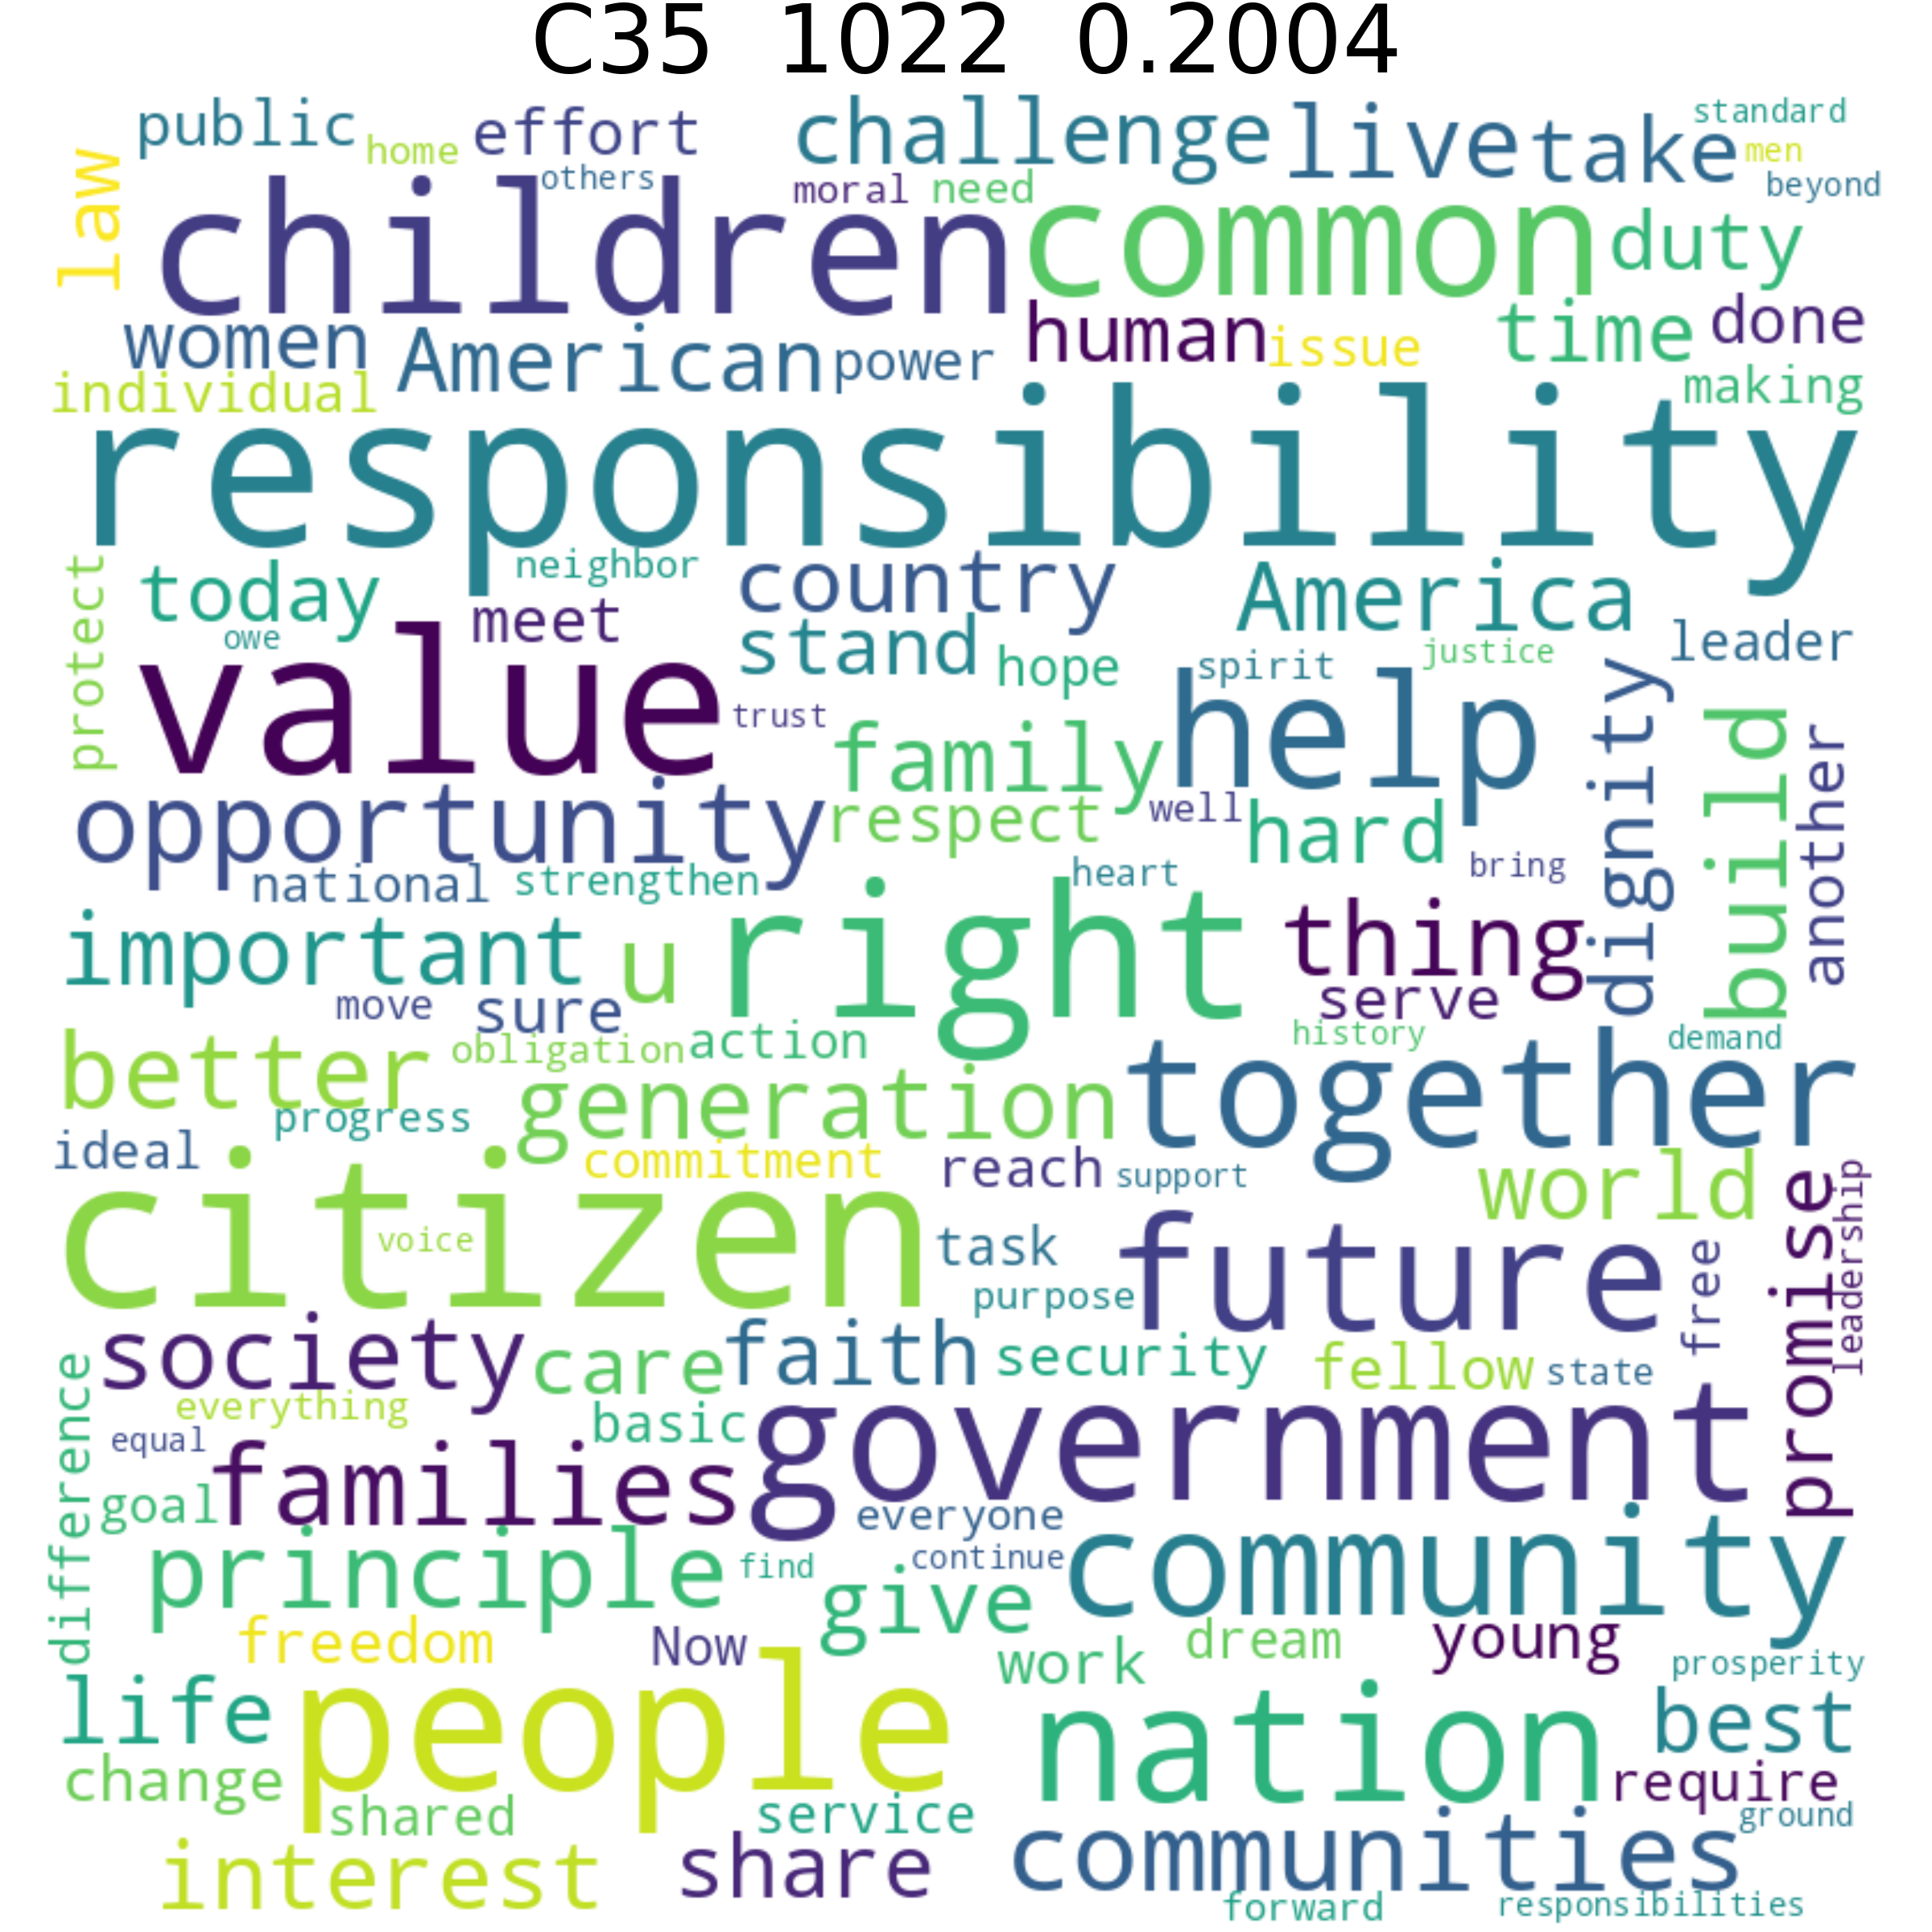 C35 1022 0.2004
public home effort challenge live take standard
men
law others moral need beyond
children common duty
women American power human issue time done
individual making
responsibility
protect today neighbor country America
owe meet stand hope spirit justice leader
value trust family help dignity build another
opportunity respect well hard bring
national strengthen heart
important u right thing
move sure serve
better obligation action history demand
progress generation together
ideal commitment reach support world promise leadership
citizen voice task future free
purpose
society care faith security fellow state
difference everything basic government
equal families
goal everyone
principle find continue community
give
freedom Now work dream young
life people nation prosperity
best
change require
shared service ground
interest share communities
forward responsibilities